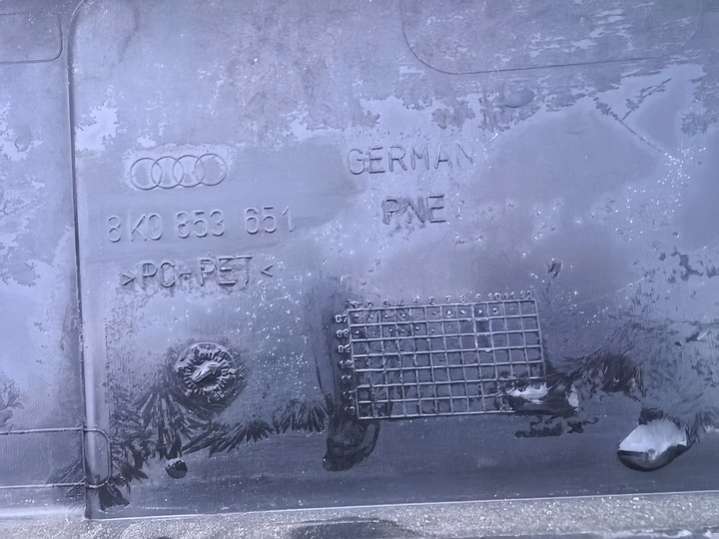 GERMAN
PNE
8K0 853 651
>PC+PET<